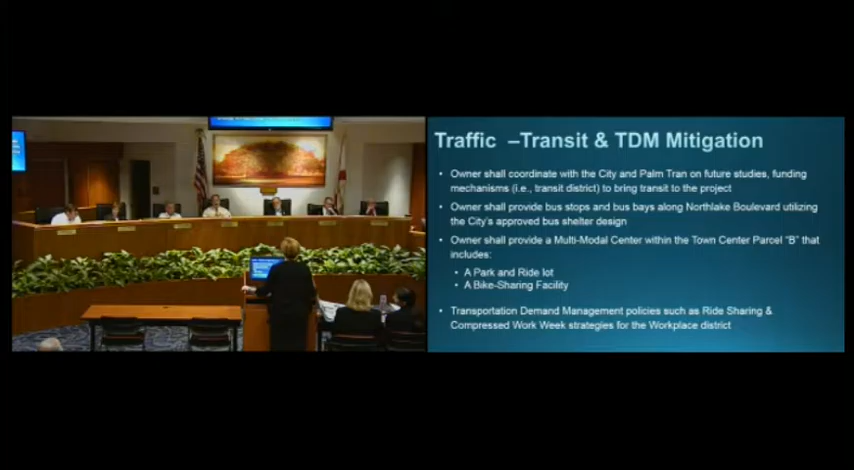 Traffic –Transit & TDM Mitigation
• Owner shall coordinate with the City and Palm Tran on future studies, funding
mechanisms (i.e., transit district) to bring transit to the project
• Owner shall provide bus stops and bus bays along Northlake Boulevard utilizing
the City's approved bus shelter design
• Owner shall provide a Multi-Modal Center within the Town Center Parcel "B" that
includes:
• A Park and Ride lot
• A Bike-Sharing Facility
• Transportation Demand Management policies such as Ride Sharing &
Compressed Work Week strategies for the Workplace district